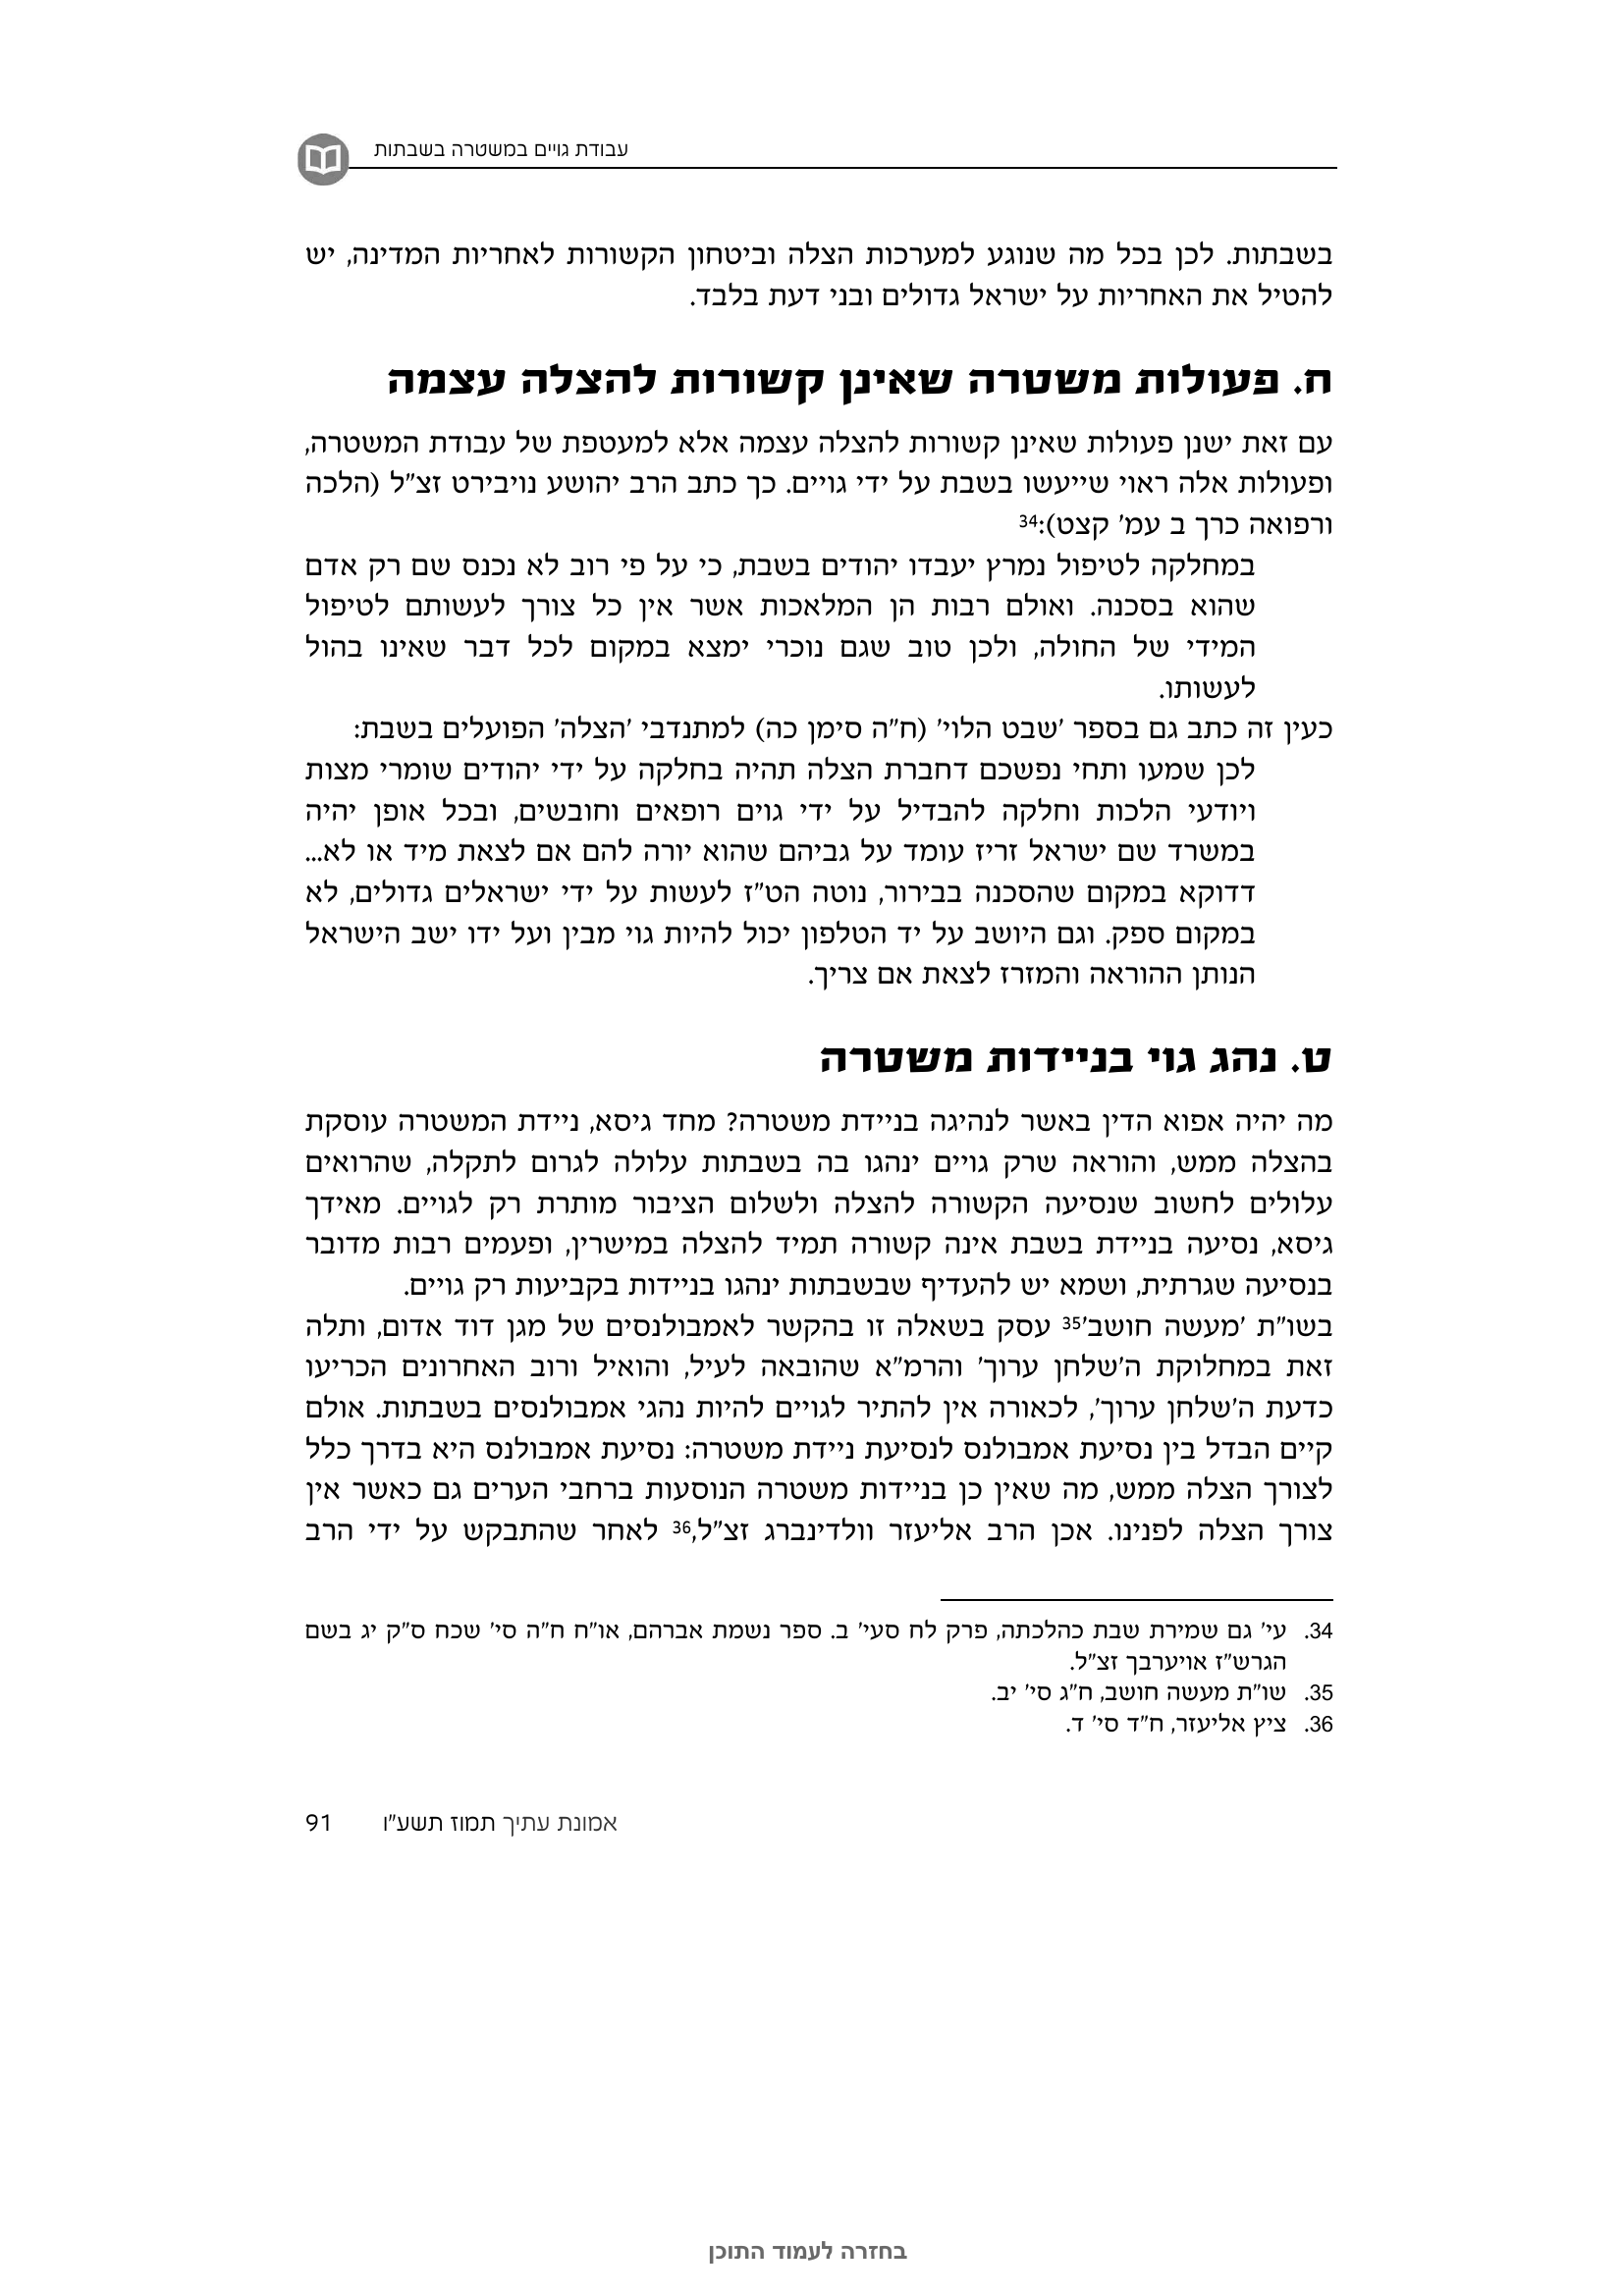 עבודת גויים במשטרה בשבתות
בשבתות. לכן בכל מה שנוגע למערכות הצלה וביטחון הקשורות לאחריות המדינה, יש
להטיל את האחריות על ישראל גדולים ובני דעת בלבד.
ח. פעולות משטרה שאינן קשורות להצלה עצמה
עם זאת ישנן פעולות שאינן קשורות להצלה עצמה אלא למעטפת של עבודת המשטרה,
ופעולות אלה ראוי שייעשו בשבת על ידי גויים. כך כתב הרב יהושע נויבירט זצ"ל (הלכה
ורפואה כרך ב עמ' קצט):34
במחלקה לטיפול נמרץ יעבדו יהודים בשבת, כי על פי רוב לא נכנס שם רק אדם
שהוא בסכנה. ואולם רבות הן המלאכות אשר אין כל צורך לעשותם לטיפול
המידי של החולה, ולכן טוב שגם נוכרי ימצא במקום לכל דבר שאינו בהול
לעשותו.
כעין זה כתב גם בספר 'שבט הלוי' (ח"ה סימן כה) למתנדבי 'הצלה' הפועלים בשבת:
לכן שמעו ותחי נפשכם דחברת הצלה תהיה בחלקה על ידי יהודים שומרי מצות
ויודעי הלכות וחלקה להבדיל על ידי גוים רופאים וחובשים, ובכל אופן יהיה
במשרד שם ישראל זריז עומד על גביהם שהוא יורה להם אם לצאת מיד או לא...
דדוקא במקום שהסכנה בבירור, נוטה הט"ז לעשות על ידי ישראלים גדולים, לא
במקום ספק. וגם היושב על יד הטלפון יכול להיות גוי מבין ועל ידו ישב הישראל
הנותן ההוראה והמזרז לצאת אם צריך.
ט. נהג גוי בניידות משטרה
מה יהיה אפוא הדין באשר לנהיגה בניידת משטרה? מחד גיסא, ניידת המשטרה עוסקת
בהצלה ממש, והוראה שרק גויים ינהגו בה בשבתות עלולה לגרום לתקלה, שהרואים
עלולים לחשוב שנסיעה הקשורה להצלה ולשלום הציבור מותרת רק לגויים. מאידך
גיסא, נסיעה בניידת בשבת אינה קשורה תמיד להצלה במישרין, ופעמים רבות מדובר
בנסיעה שגרתית, ושמא יש להעדיף שבשבתות ינהגו בניידות בקביעות רק גויים.
בשו"ת 'מעשה חושב'35 עסק בשאלה זו בהקשר לאמבולנסים של מגן דוד אדום, ותלה
זאת במחלוקת ה'שלחן ערוך' והרמ"א שהובאה לעיל, והואיל ורוב האחרונים הכריעו
כדעת ה'שלחן ערוך', לכאורה אין להתיר לגויים להיות נהגי אמבולנסים בשבתות. אולם
קיים הבדל בין נסיעת אמבולנס לנסיעת ניידת משטרה: נסיעת אמבולנס היא בדרך כלל
לצורך הצלה ממש, מה שאין כן בניידות משטרה הנוסעות ברחבי הערים גם כאשר אין
צורך הצלה לפנינו. אכן הרב אליעזר וולדינברג זצ"ל,36 לאחר שהתבקש על ידי הרב
34. עי' גם שמירת שבת כהלכתה, פרק לח סעי' ב. ספר נשמת אברהם, או"ח ח"ה סי' שכח ס"ק יג בשם
הגרש"ז אויערבך זצ"ל.
35. שו"ת מעשה חושב, ח"ג סי' יב.
36. ציץ אליעזר, ח"ד סי' ד.
אמונת עתיך תמוז תשע"ו 91
בחזרה לעמוד התוכן